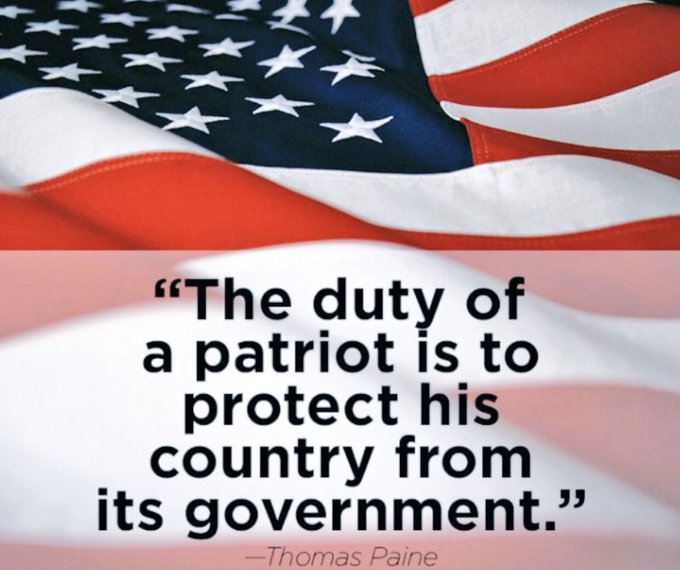 “The duty of
a patriot is to
protect his
country from
its government.”
—Thomas Paine